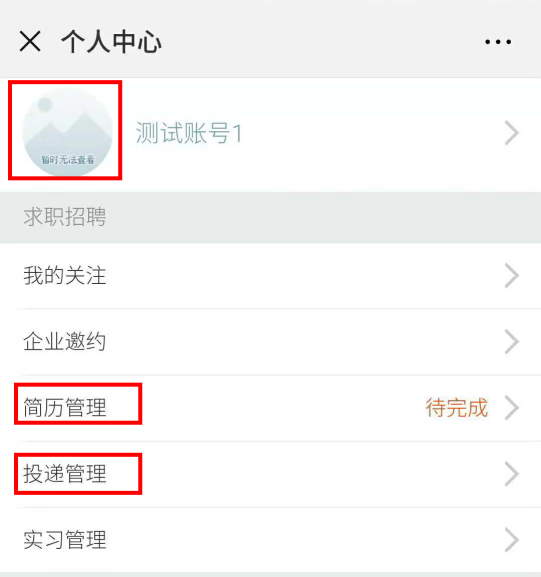 个人中心
暂时无法查看
测试账号1
求职招聘
我的关注
企业邀约
简历管理 待完成
投递管理
实习管理